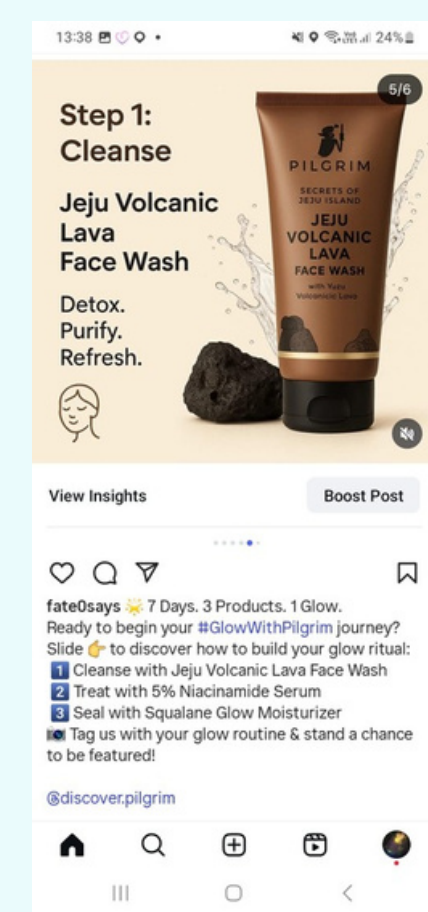 13:38
24%
5/6
Step 1:
Cleanse
Jeju Volcanic
Lava
Face Wash
Detox.
Purify.
Refresh.
PILGRIM
SECRETS OF
JEJU ISLAND
JEJU
VOLCANIC
LAVA
FACE WASH
with Yuzu
Volcanicic Lava
View Insights
Boost Post
fate0says 🌟 7 Days. 3 Products. 1 Glow.
Ready to begin your #GlowWithPilgrim journey?
Slide 👉 to discover how to build your glow ritual:
1️⃣ Cleanse with Jeju Volcanic Lava Face Wash
2️⃣ Treat with 5% Niacinamide Serum
3️⃣ Seal with Squalane Glow Moisturizer
📸 Tag us with your glow routine & stand a chance
to be featured!
@discover.pilgrim